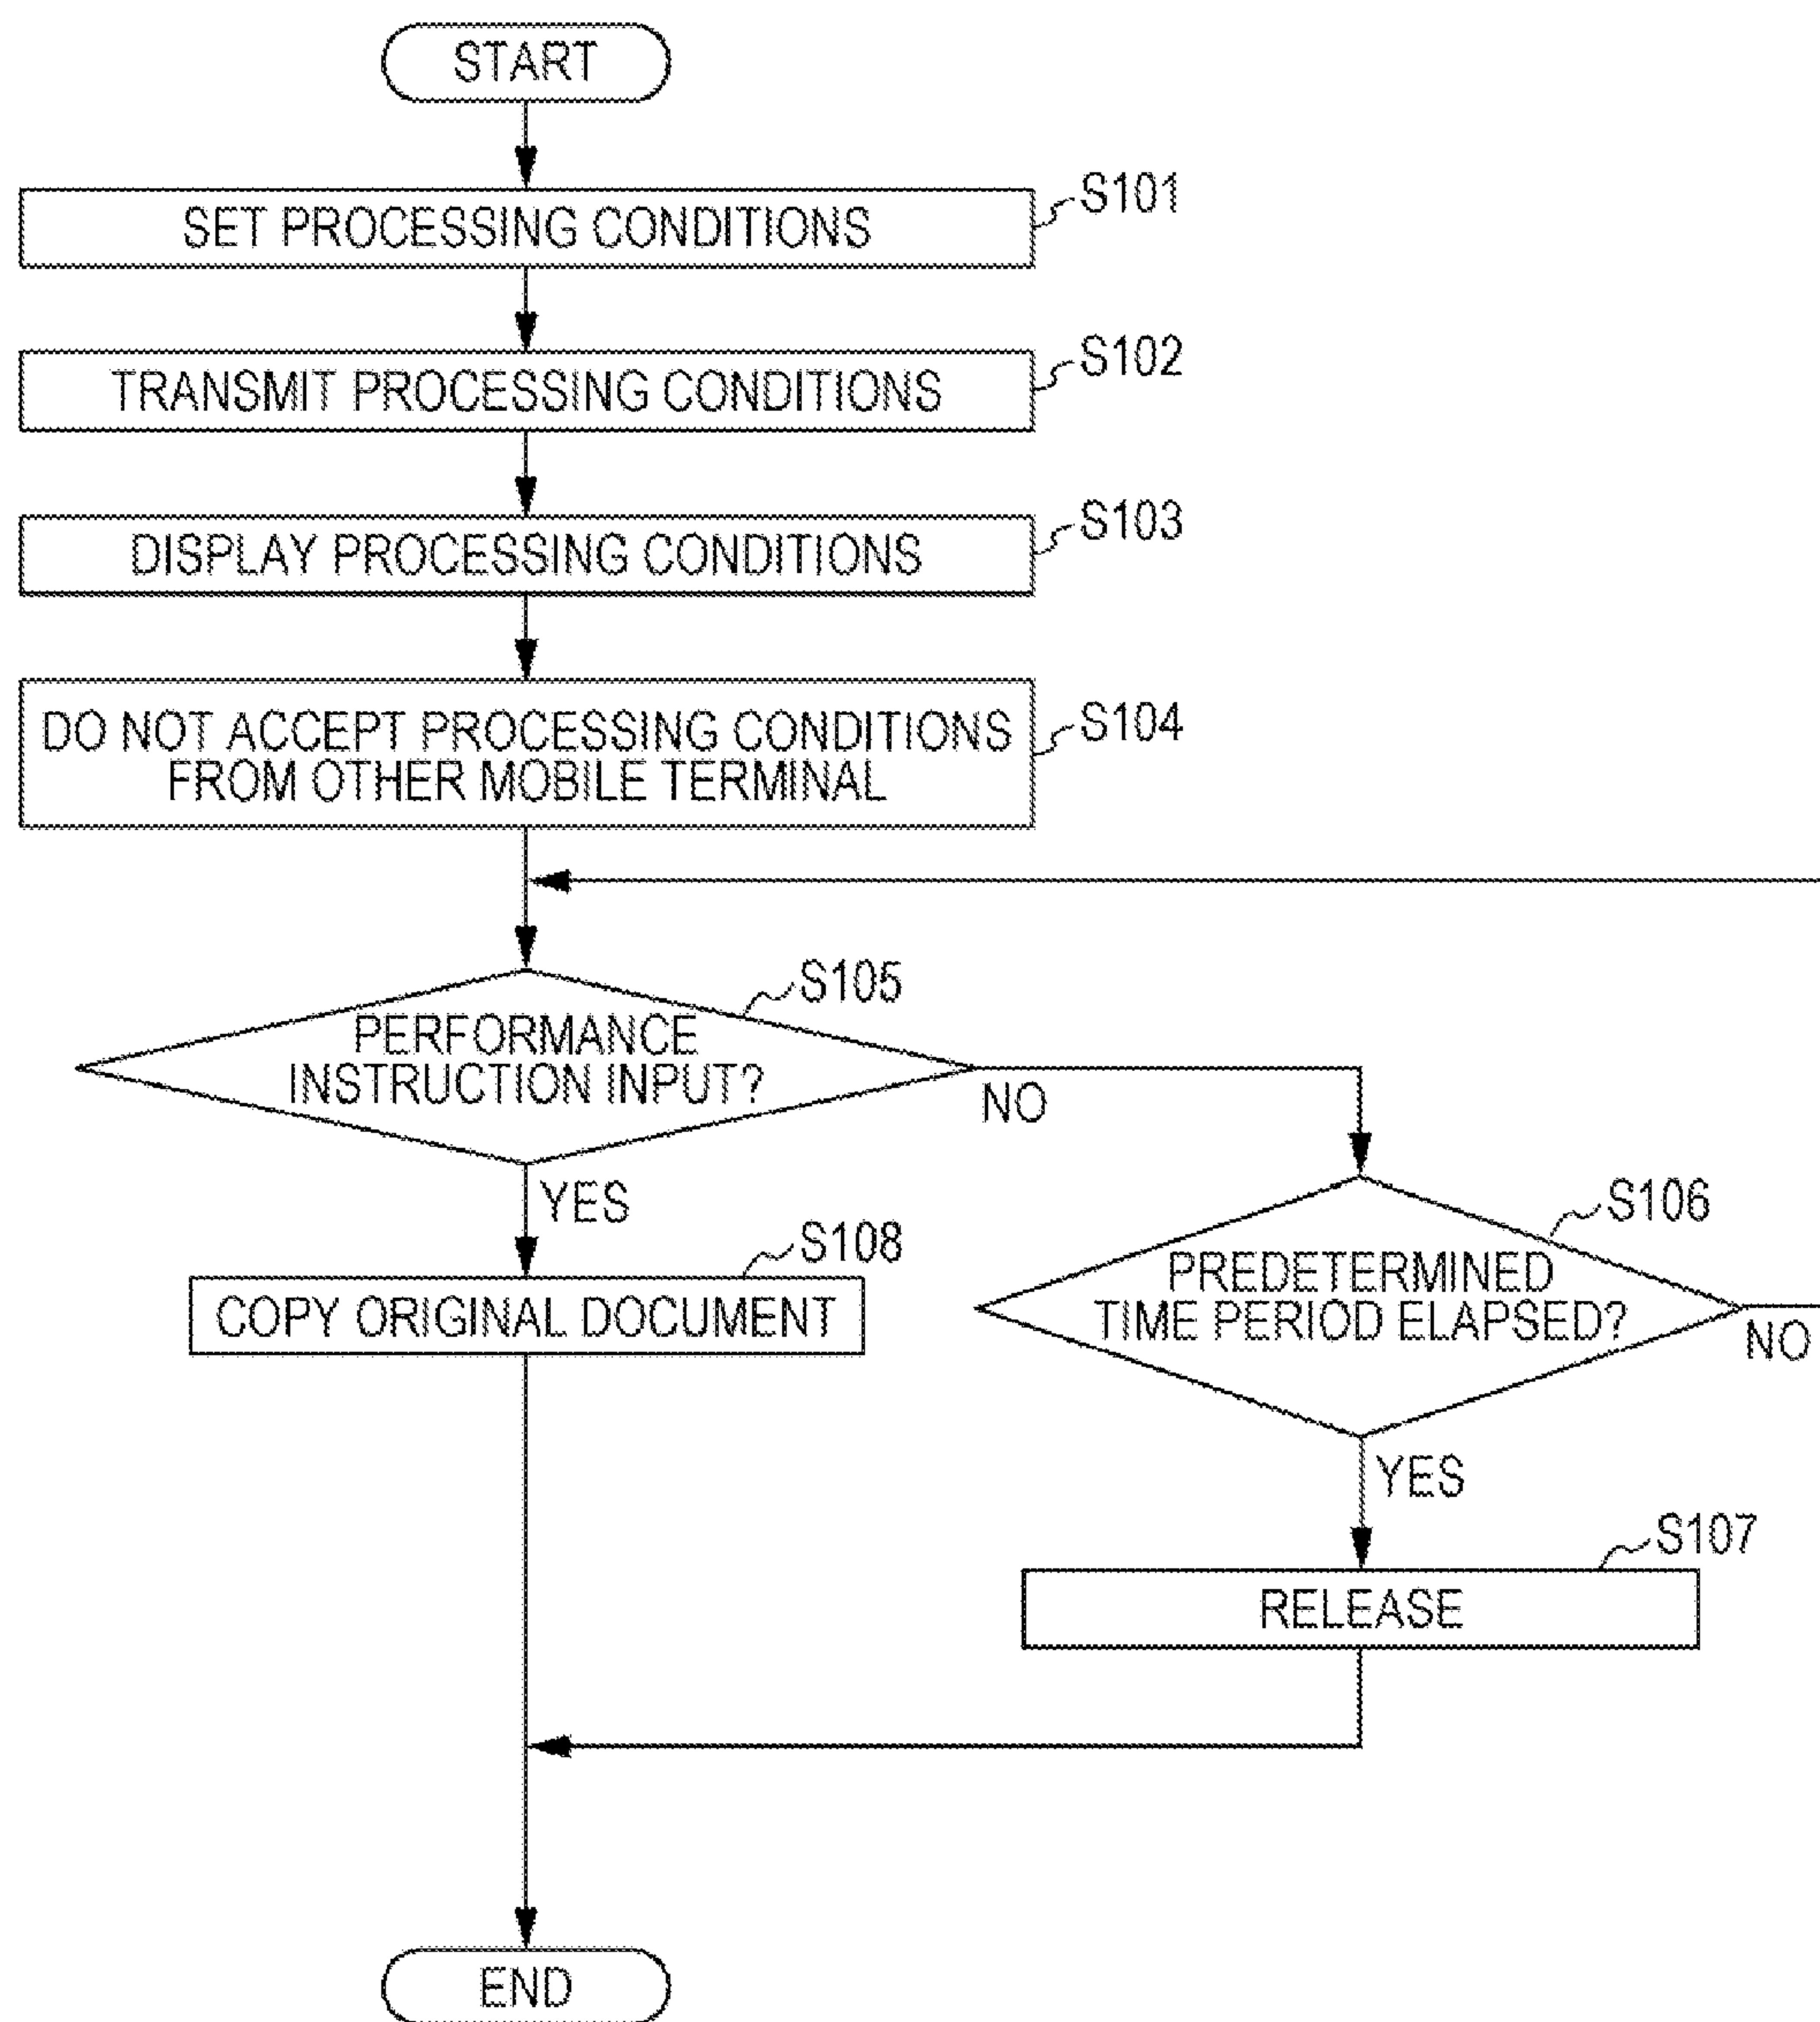 START
SET PROCESSING CONDITIONS
S101
TRANSMIT PROCESSING CONDITIONS
S102
DISPLAY PROCESSING CONDITIONS
S103
DO NOT ACCEPT PROCESSING CONDITIONS
FROM OTHER MOBILE TERMINAL
S104
S105
PERFORMANCE
INSTRUCTION INPUT?
NO
YES
S106
PREDETERMINED
TIME PERIOD ELAPSED?
NO
S108
COPY ORIGINAL DOCUMENT
YES
S107
RELEASE
END